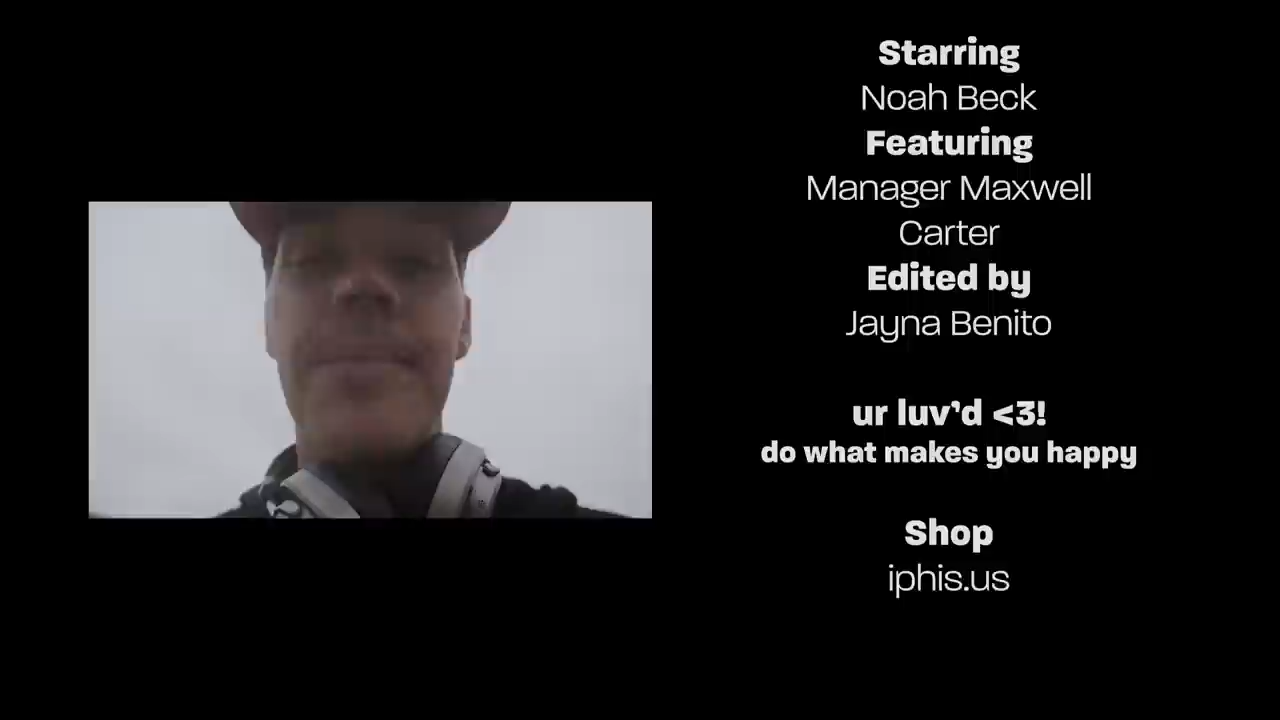 Starring
Noah Beck
Featuring
Manager Maxwell
Carter
Edited by
Jayna Benito
ur luv’d <3!
do what makes you happy
Shop
iphis.us